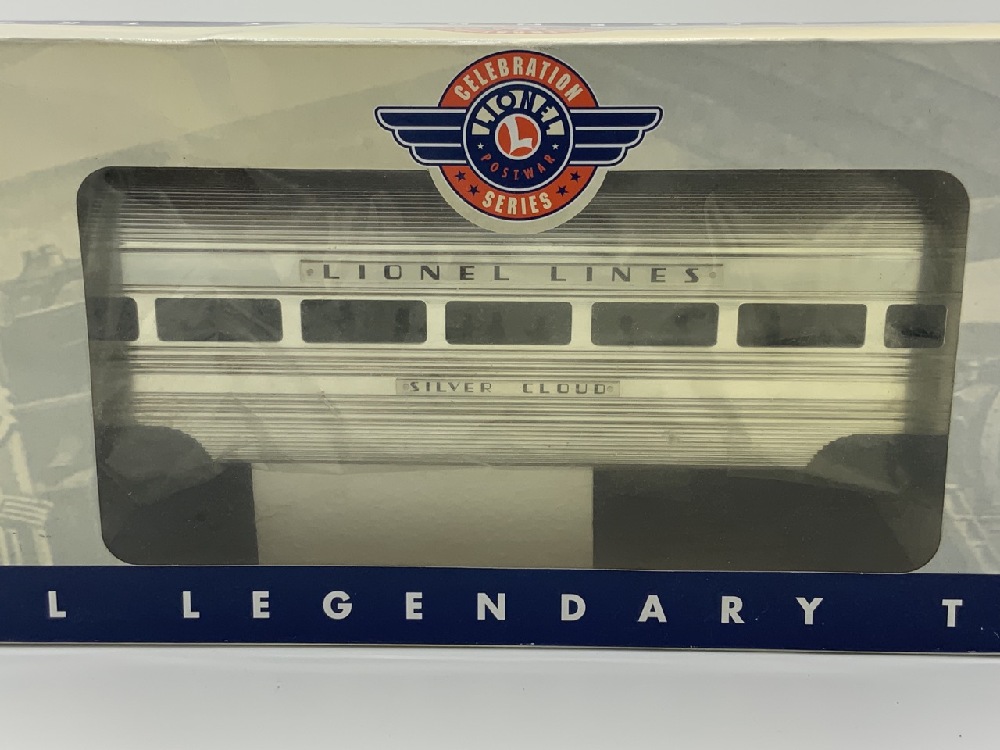 CELEBRATION
LIONEL
L
POSTWAR
SERIES
LIONEL LINES
SILVER CLOUD
L LEGENDARY T